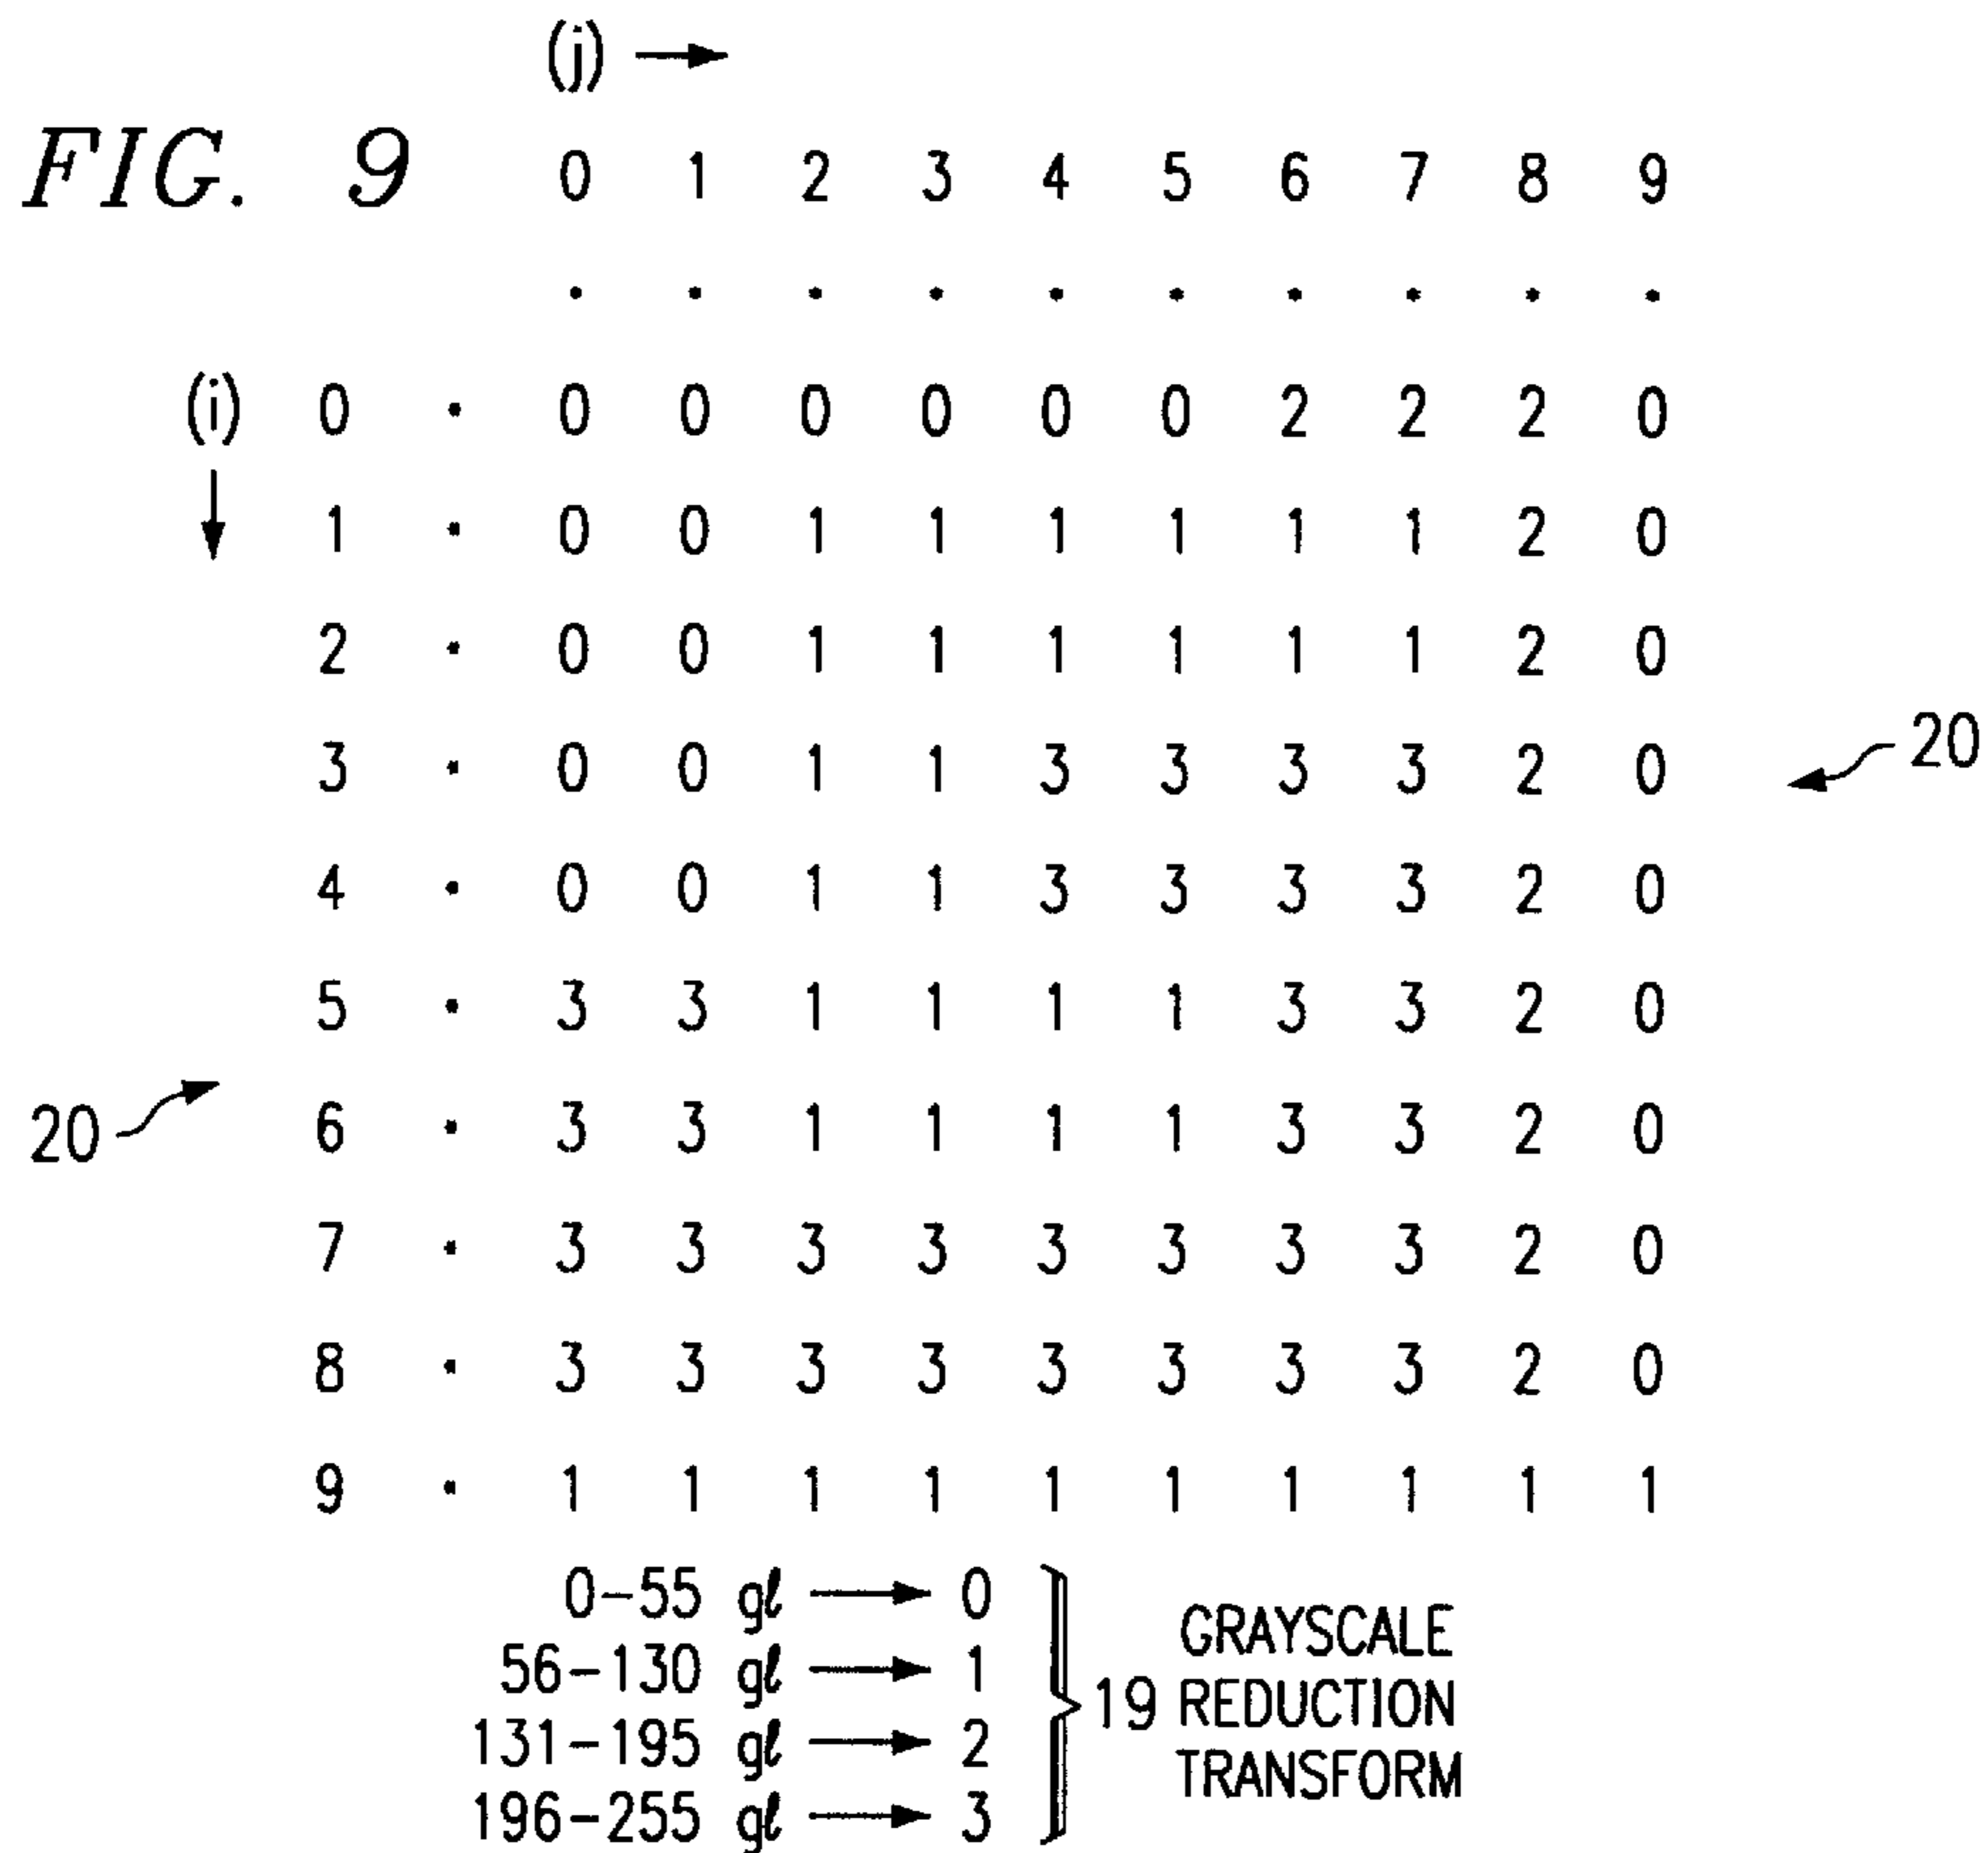 (j)
FIG. 9 0 1 2 3 4 5 6 7 8 9
. . . . . . . . . .
(i) 0 . 0 0 0 0 0 0 2 2 2 0
1 . 0 0 1 1 1 1 1 1 2 0
2 . 0 0 1 1 1 1 1 1 2 0
3 . 0 0 1 1 3 3 3 3 2 0
20
4 . 0 0 1 1 3 3 3 3 2 0
5 . 3 3 1 1 1 1 3 3 2 0
20
6 . 3 3 1 1 1 1 3 3 2 0
7 . 3 3 3 3 3 3 3 3 2 0
8 . 3 3 3 3 3 3 3 3 2 0
9 . 1 1 1 1 1 1 1 1 1 1
0-55 gℓ → 0
56-130 gℓ → 1
131-195 gℓ → 2
196-255 gℓ → 3
19 GRAYSCALE
REDUCTION
TRANSFORM